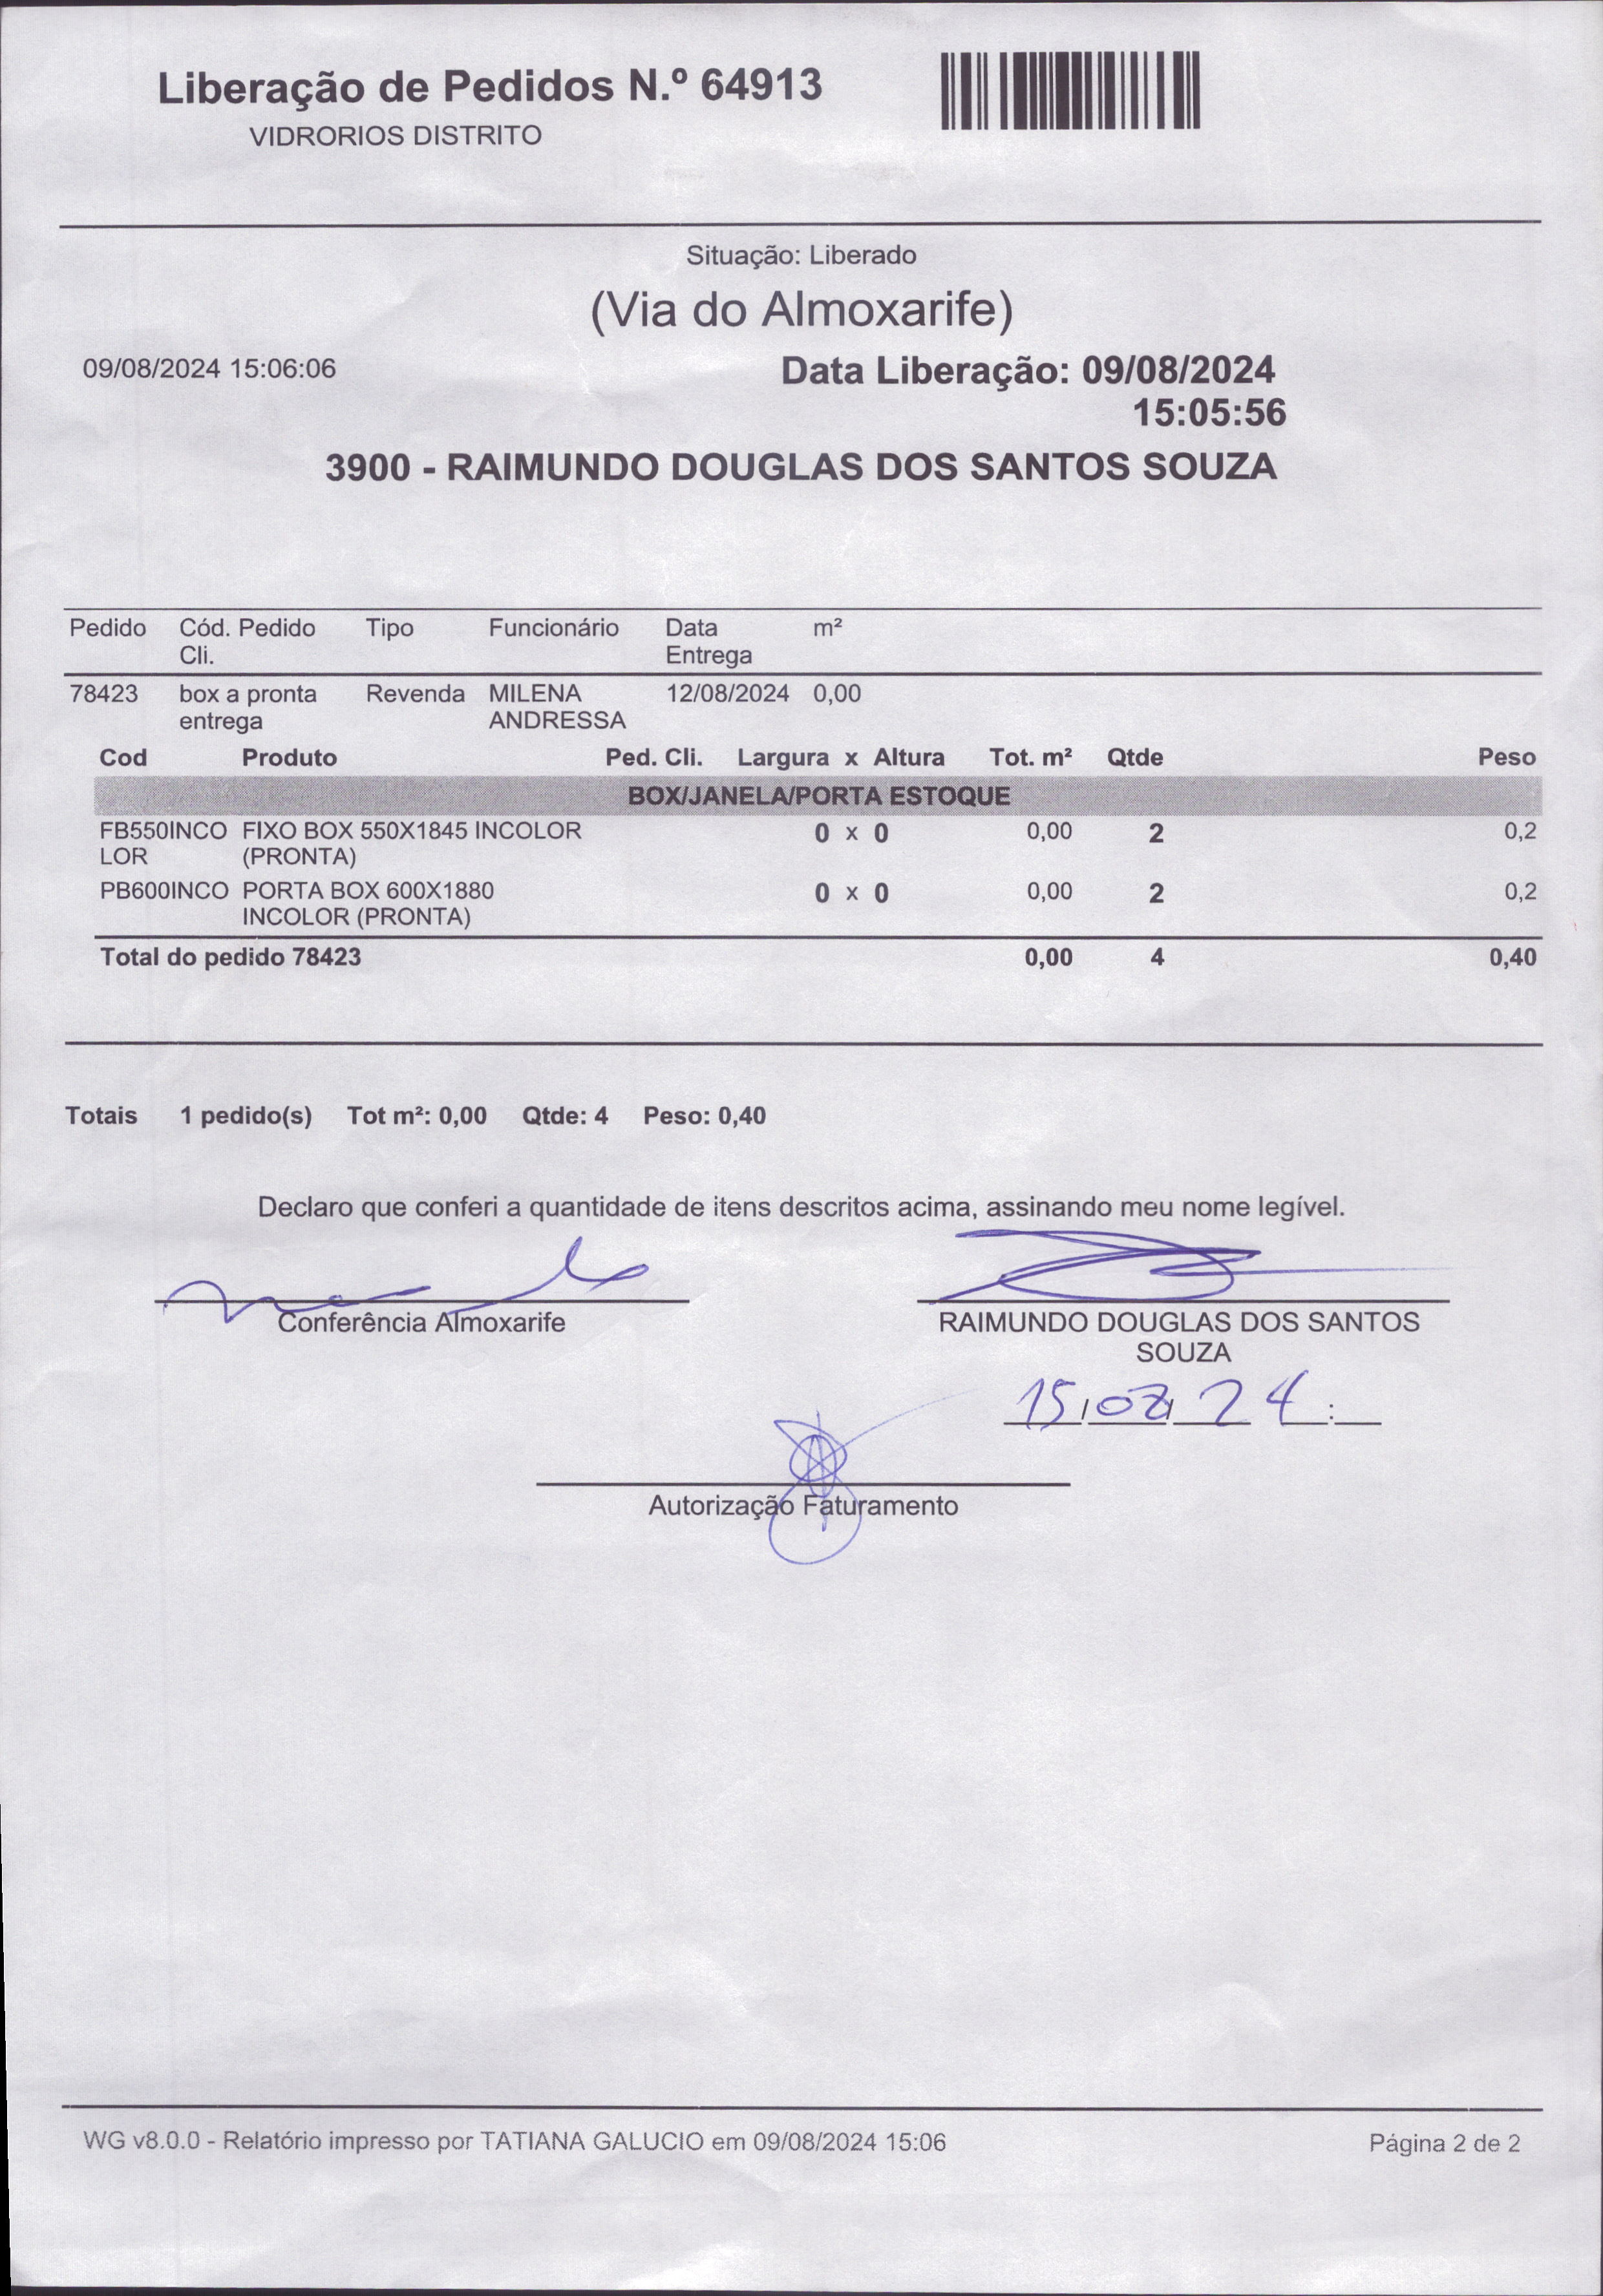 Liberação de Pedidos N.º 64913
VIDRORIOS DISTRITO
Situação: Liberado
(Via do Almoxarife)
09/08/2024 15:06:06 Data Liberação: 09/08/2024
15:05:56
3900 - RAIMUNDO DOUGLAS DOS SANTOS SOUZA
Pedido Cód. Pedido Tipo Funcionário Data m²
Cli. Entrega
78423 box a pronta Revenda MILENA 12/08/2024 0,00
entrega ANDRESSA
Cod Produto Ped. Cli. Largura x Altura Tot. m² Qtde Peso
BOX/JANELA/PORTA ESTOQUE
FB550INCO FIXO BOX 550X1845 INCOLOR 0 x 0 0,00 2 0,2
LOR (PRONTA)
PB600INCO PORTA BOX 600X1880 0 x 0 0,00 2 0,2
INCOLOR (PRONTA)
Total do pedido 78423 0,00 4 0,40
Totais 1 pedido(s) Tot m²: 0,00 Qtde: 4 Peso: 0,40
Declaro que conferi a quantidade de itens descritos acima, assinando meu nome legível.
Conferência Almoxarife RAIMUNDO DOUGLAS DOS SANTOS
SOUZA
Autorização Faturamento
WG v8.0.0 - Relatório impresso por TATIANA GALUCIO em 09/08/2024 15:06 Página 2 de 2